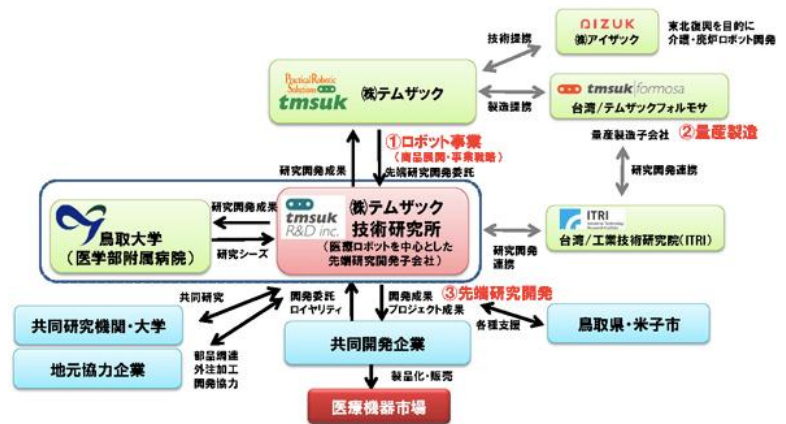 AIZUK
㈱アイザック
東北復興を目的に
介護・廃炉ロボット開発
技術提携
Practical Robotic
Solutions
tmsuk
㈱テムザック
製造提携
tmsuk formosa
台湾/テムザックフォルモサ
量産製造子会社
②量産製造
①ロボット事業
(商品展開・事業戦略)
研究開発成果
先端研究開発委託
研究開発連携
鳥取大学
(医学部附属病院)
研究開発成果
研究シーズ
tmsuk
R&D inc.
㈱テムザック
技術研究所
(医療ロボットを中心とした
先端研究開発子会社)
研究開発
連携
ITRI
Industrial Technology
Research Institute
台湾/工業技術研究院(ITRI)
③先端研究開発
共同研究
開発委託
ロイヤリティ
開発成果
プロジェクト成果
各種支援
共同研究機関・大学
地元協力企業
部品調達
外注加工
開発協力
共同開発企業
鳥取県・米子市
製品化・販売
医療機器市場